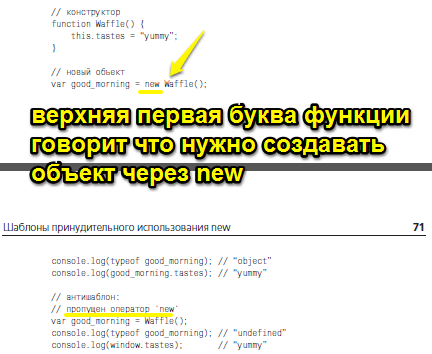 // конструктор
function Waffle() {
this.tastes = "yummy";
}
// новый объект
var good_morning = new Waffle();
верхняя первая буква функции
говорит что нужно создавать
объект через new
Шаблоны принудительного использования new 71
console.log(typeof good_morning); // "object"
console.log(good_morning.tastes); // "yummy"
// антишаблон:
// пропущен оператор 'new'
var good_morning = Waffle();
console.log(typeof good_morning); // "undefined"
console.log(window.tastes); // "yummy"